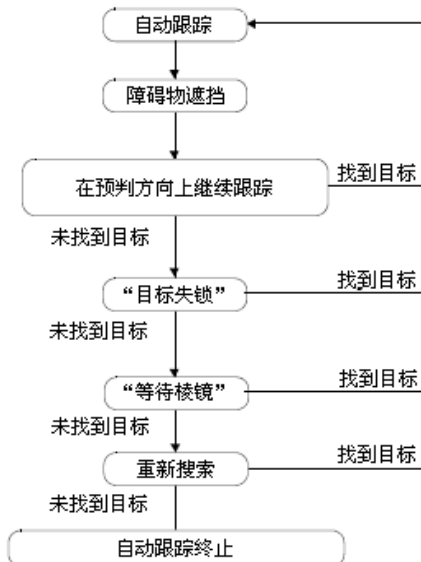 自动跟踪
障碍物遮挡
在预判方向上继续跟踪
找到目标
未找到目标
“目标失锁”
找到目标
未找到目标
“等待棱镜”
找到目标
未找到目标
重新搜索
找到目标
未找到目标
自动跟踪终止